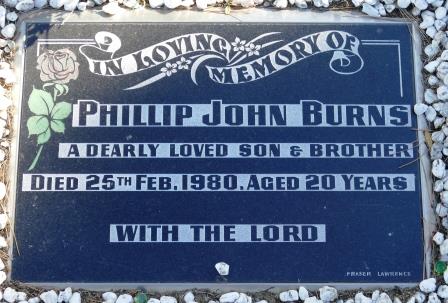 IN LOVING
MEMORY OF
PHILLIP JOHN BURNS
A DEARLY LOVED SON & BROTHER
DIED 25TH FEB, 1980, AGED 20 YEARS
WITH THE LORD
FRASER LAWRENCE